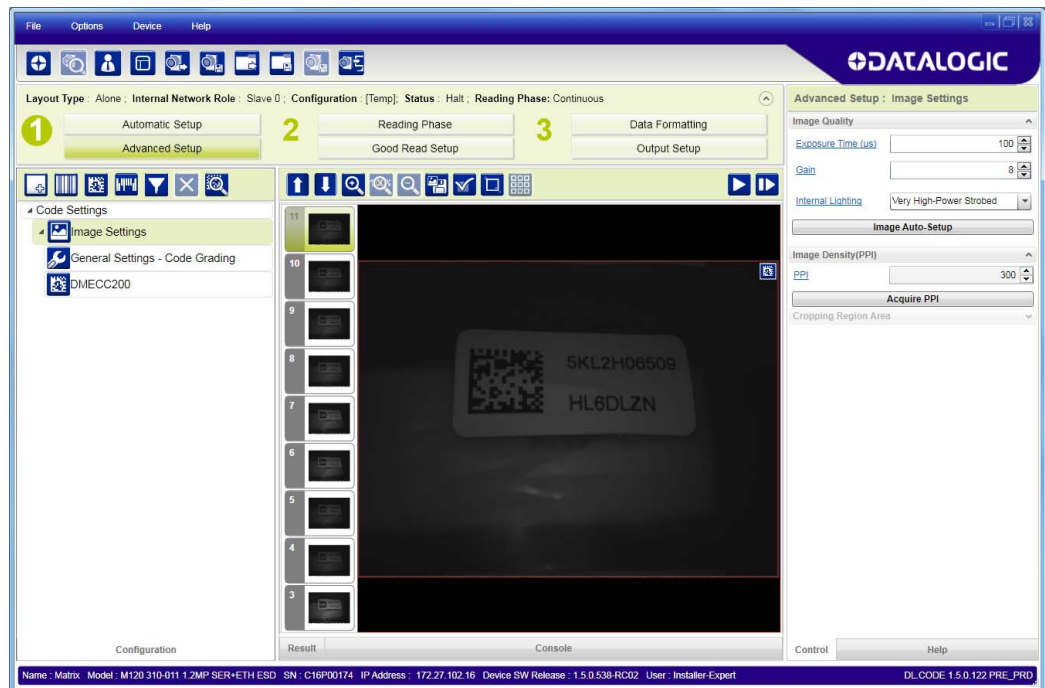 File Options Device Help
DATALOGIC
Layout Type : Alone ; Internal Network Role : Slave 0 ; Configuration : [Temp]; Status : Halt ; Reading Phase: Continuous
1 Automatic Setup 2 Reading Phase 3 Data Formatting
Advanced Setup Good Read Setup Output Setup
Advanced Setup : Image Settings
Image Quality
Exposure Time (us) 100
Gain 8
Internal Lighting Very High-Power Strobed
Image Auto-Setup
Image Density(PPI)
PPI 300
Acquire PPI
Cropping Region Area
Code Settings
Image Settings
General Settings - Code Grading
DMECC200
11
10
9
8
7
6
5
4
3
5KL2H06509
HL6DLZN
Configuration Result Console Control Help
Name : Matrix Model : M120 310-011 1.2MP SER+ETH ESD SN : C16P00174 IP Address : 172.27.102.16 Device SW Release : 1.5.0.538-RC02 User : Installer-Expert DL.CODE 1.5.0.122 PRE_PRD